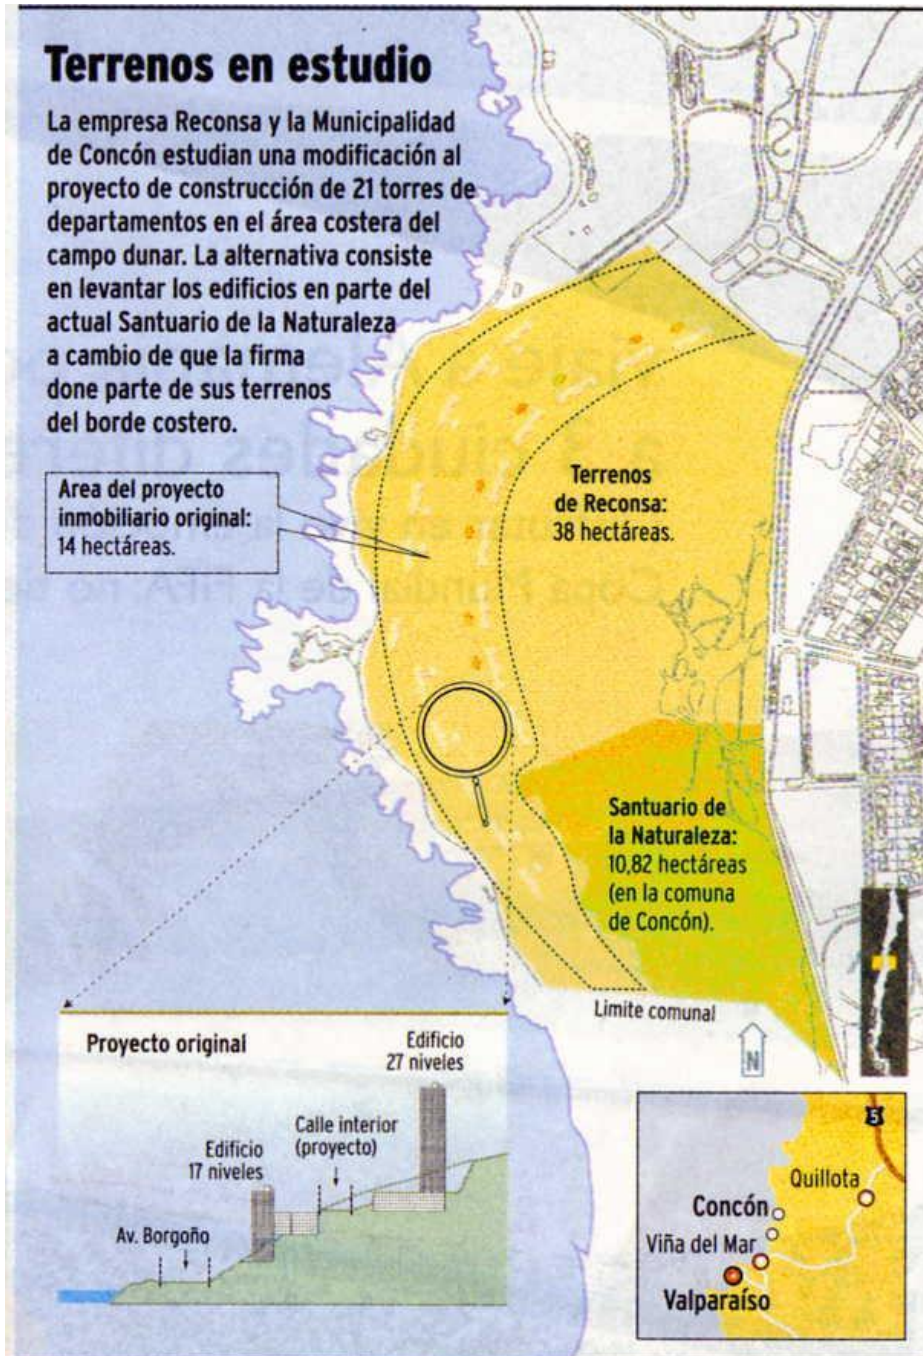 Terrenos en estudio
La empresa Reconsa y la Municipalidad
de Concón estudian una modificación al
proyecto de construcción de 21 torres de
departamentos en el área costera del
campo dunar. La alternativa consiste
en levantar los edificios en parte del
actual Santuario de la Naturaleza
a cambio de que la firma
done parte de sus terrenos
del borde costero.
Area del proyecto
inmobiliario original:
14 hectáreas.
Terrenos
de Reconsa:
38 hectáreas.
Santuario de
la Naturaleza:
10,82 hectáreas
(en la comuna
de Concón).
Limite comunal
N
Proyecto original
Edificio
27 niveles
Calle interior
(proyecto)
Edificio
17 niveles
Av. Borgoño
5
Quillota
Concón
Viña del Mar
Valparaíso